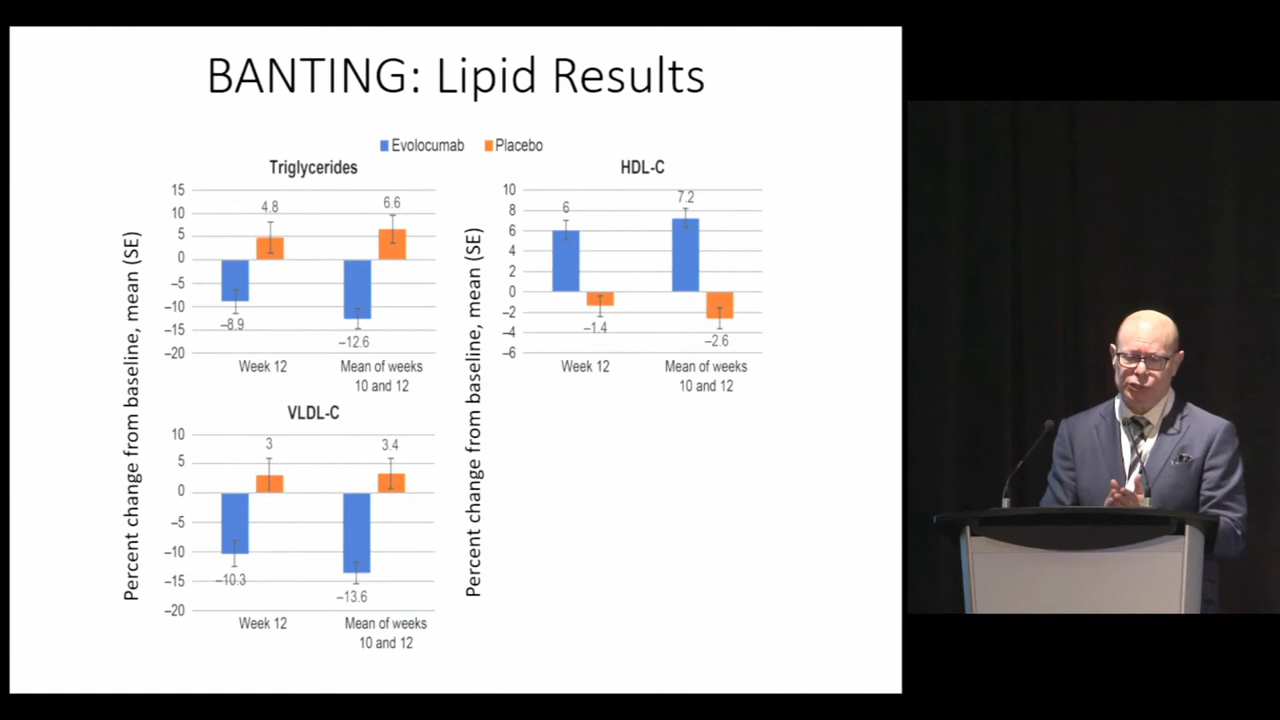 BANTING: Lipid Results
Evolocumab Placebo
Triglycerides
Percent change from baseline, mean (SE)
15
10
5
0
–5
–10
–15
–20
4.8
6.6
–8.9
–12.6
Week 12
Mean of weeks
10 and 12
HDL-C
Percent change from baseline, mean (SE)
10
8
6
4
2
0
–2
–4
–6
6
7.2
–1.4
–2.6
Week 12
Mean of weeks
10 and 12
VLDL-C
10
5
0
–5
–10
–15
–20
3
3.4
–10.3
–13.6
Week 12
Mean of weeks
10 and 12